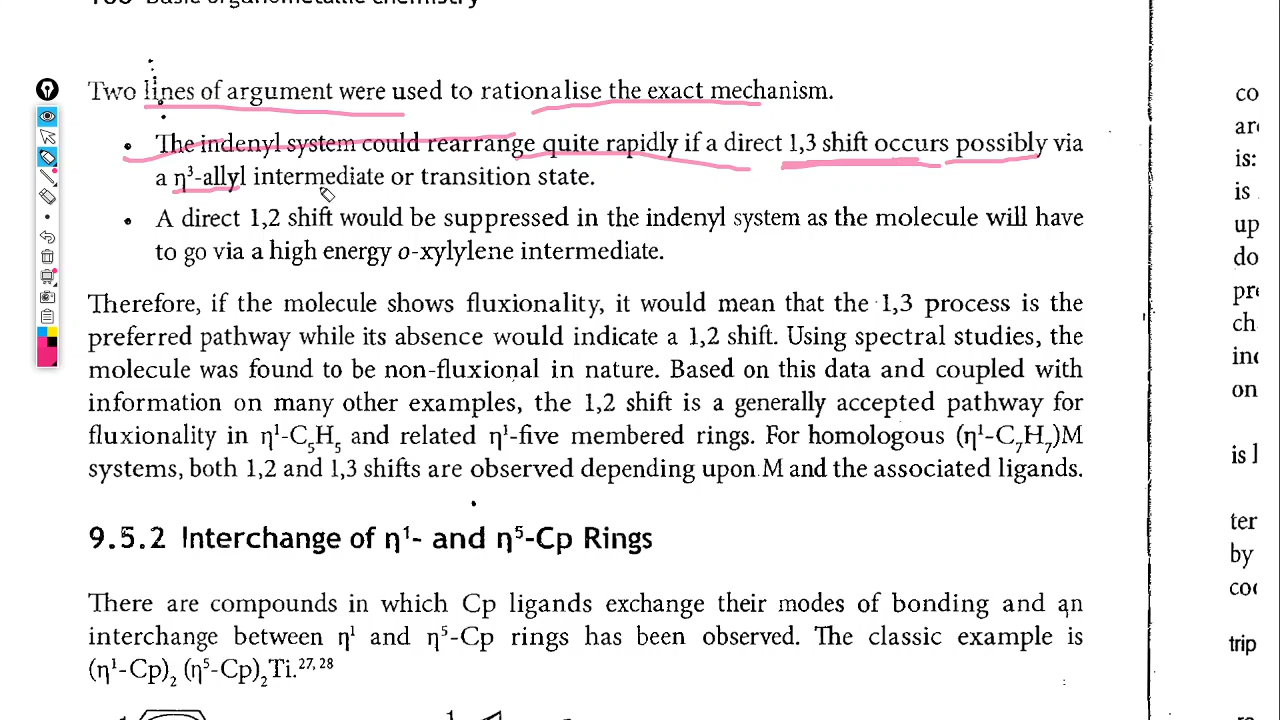 Basic organometallic chemistry
Two lines of argument were used to rationalise the exact mechanism.
• The indenyl system could rearrange quite rapidly if a direct 1,3 shift occurs possibly via
a η³-allyl intermediate or transition state.
• A direct 1,2 shift would be suppressed in the indenyl system as the molecule will have
to go via a high energy o-xylylene intermediate.
Therefore, if the molecule shows fluxionality, it would mean that the 1,3 process is the
preferred pathway while its absence would indicate a 1,2 shift. Using spectral studies, the
molecule was found to be non-fluxional in nature. Based on this data and coupled with
information on many other examples, the 1,2 shift is a generally accepted pathway for
fluxionality in η¹-C₅H₅ and related η¹-five membered rings. For homologous (η¹-C₇H₇)M
systems, both 1,2 and 1,3 shifts are observed depending upon M and the associated ligands.
9.5.2 Interchange of η¹- and η⁵-Cp Rings
There are compounds in which Cp ligands exchange their modes of bonding and an
interchange between η¹ and η⁵-Cp rings has been observed. The classic example is
(η¹-Cp)₂ (η⁵-Cp)₂Ti.²⁷,²⁸
co
are
is:
is
up
do
pre
ch
inc
on
is
ter
by
coo
trip